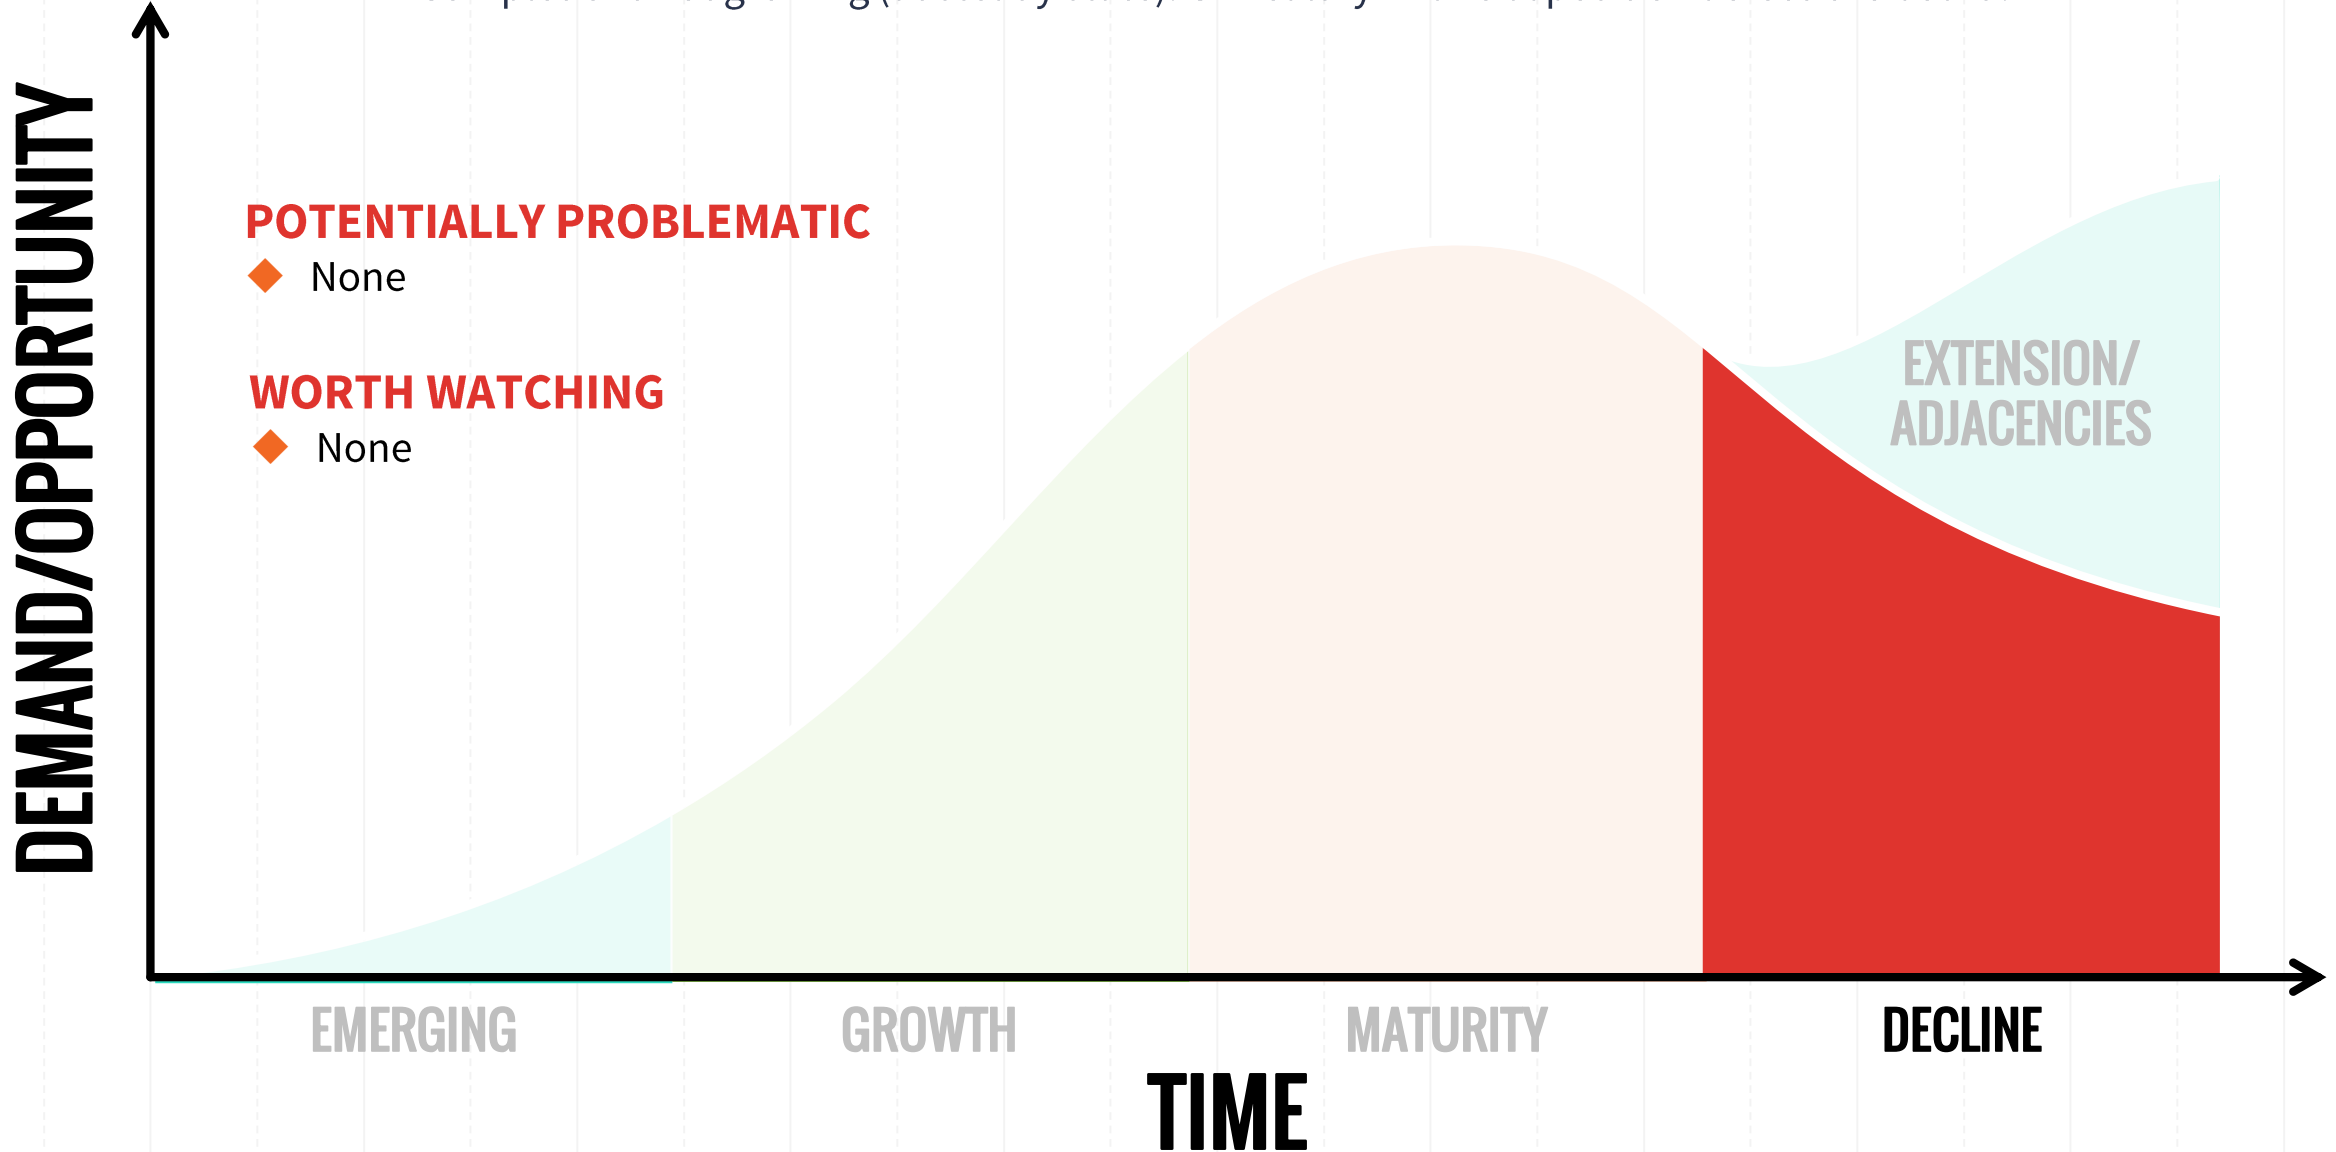 DEMAND/OPPORTUNITY
POTENTIALLY PROBLEMATIC
None
WORTH WATCHING
None
EXTENSION/
ADJACENCIES
EMERGING
GROWTH
MATURITY
DECLINE
TIME